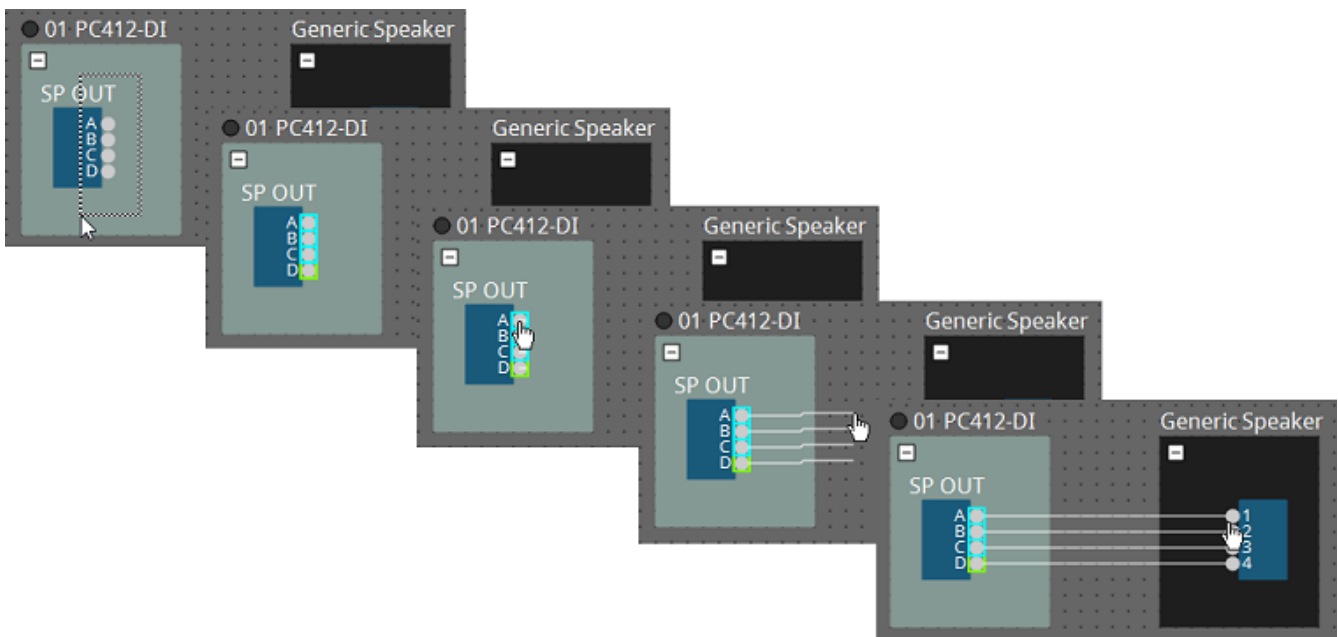 01 PC412-DI
Generic Speaker
SP OUT
A
B
C
D
01 PC412-DI
Generic Speaker
SP OUT
A
B
C
D
01 PC412-DI
Generic Speaker
SP OUT
A
B
C
D
01 PC412-DI
Generic Speaker
SP OUT
A
B
C
D
01 PC412-DI
Generic Speaker
SP OUT
A 1
B 2
C 3
D 4